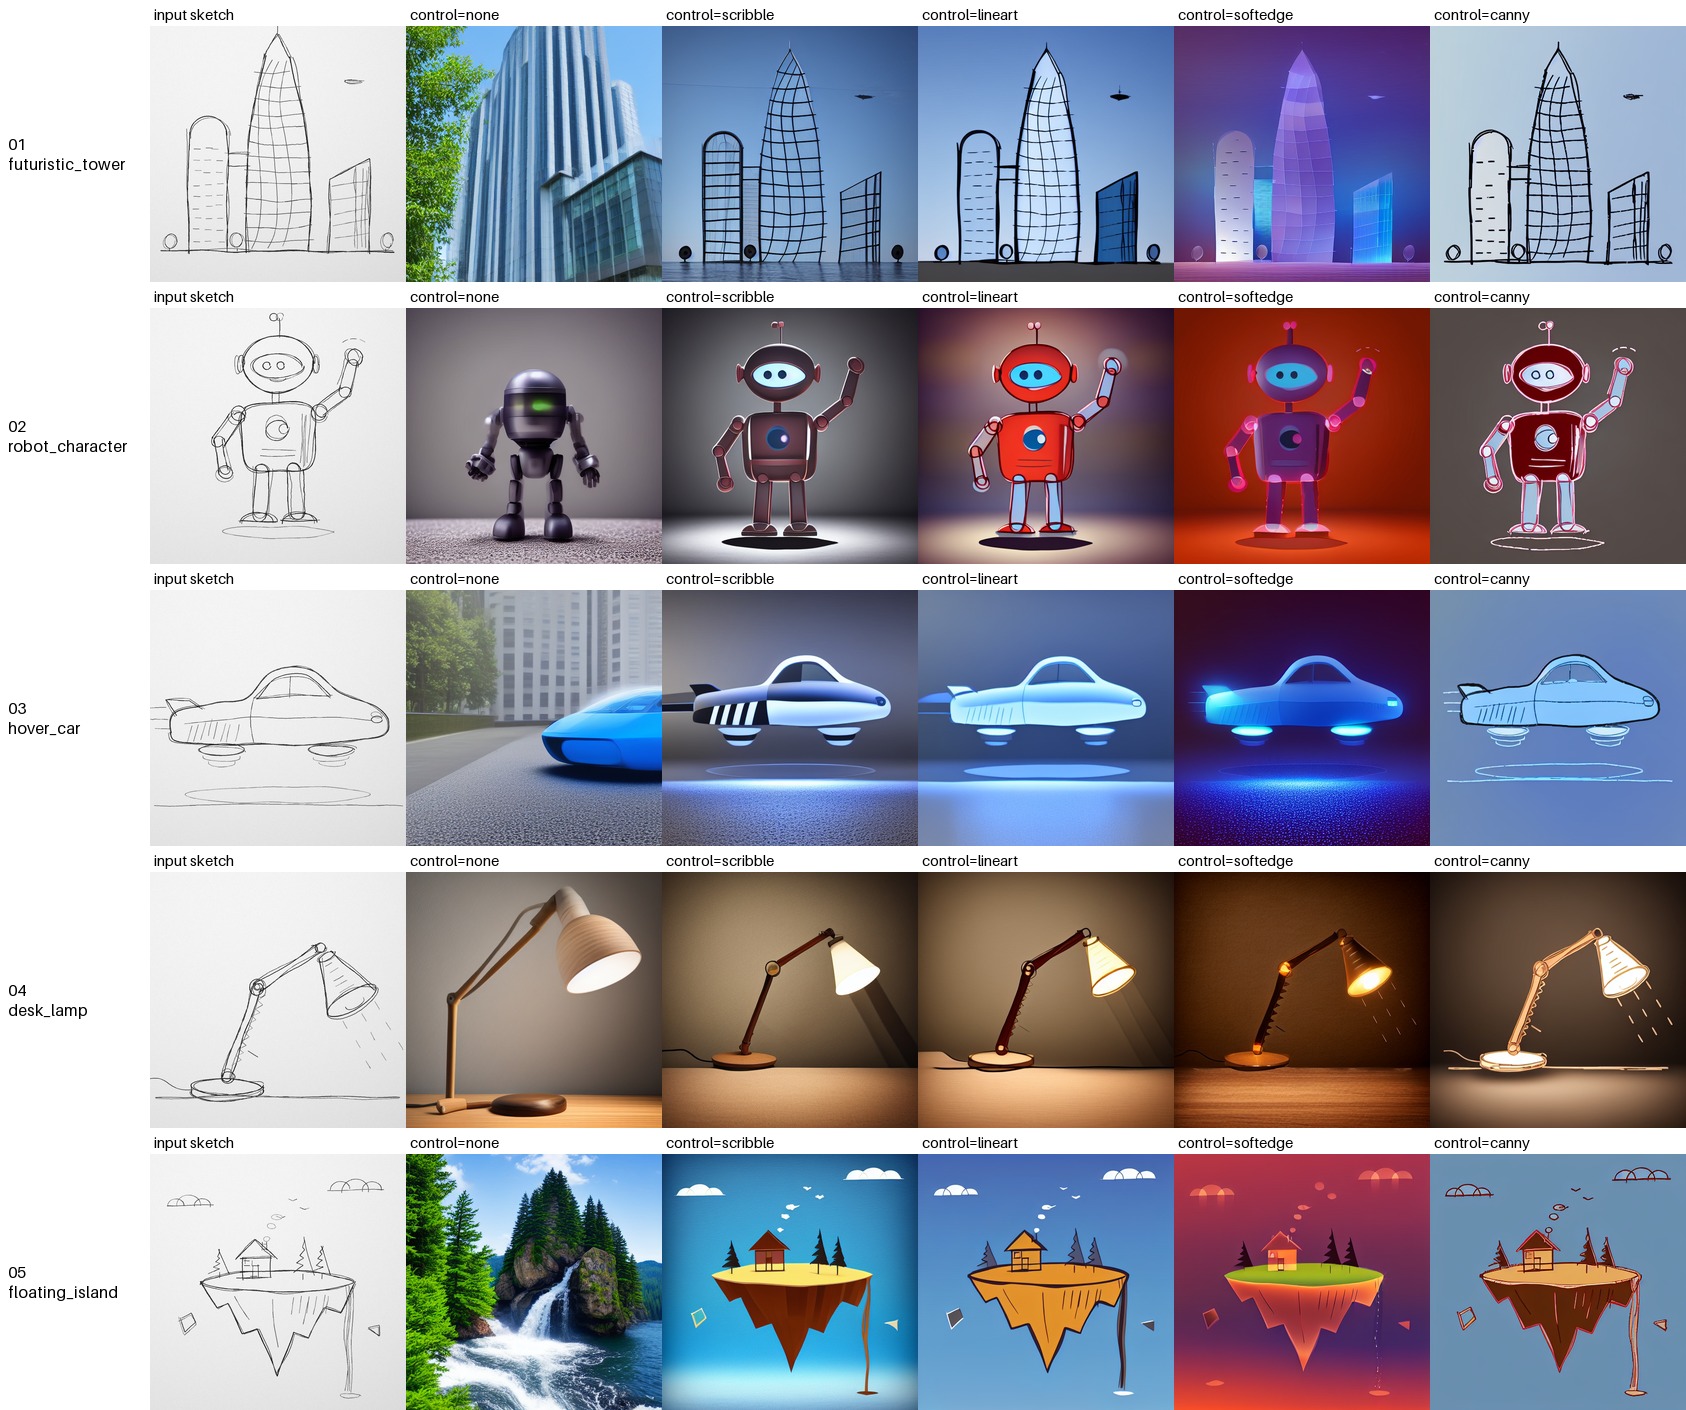 input sketch control=none control=scribble control=lineart control=softedge control=canny
01
futuristic_tower
input sketch control=none control=scribble control=lineart control=softedge control=canny
02
robot_character
input sketch control=none control=scribble control=lineart control=softedge control=canny
03
hover_car
input sketch control=none control=scribble control=lineart control=softedge control=canny
04
desk_lamp
input sketch control=none control=scribble control=lineart control=softedge control=canny
05
floating_island